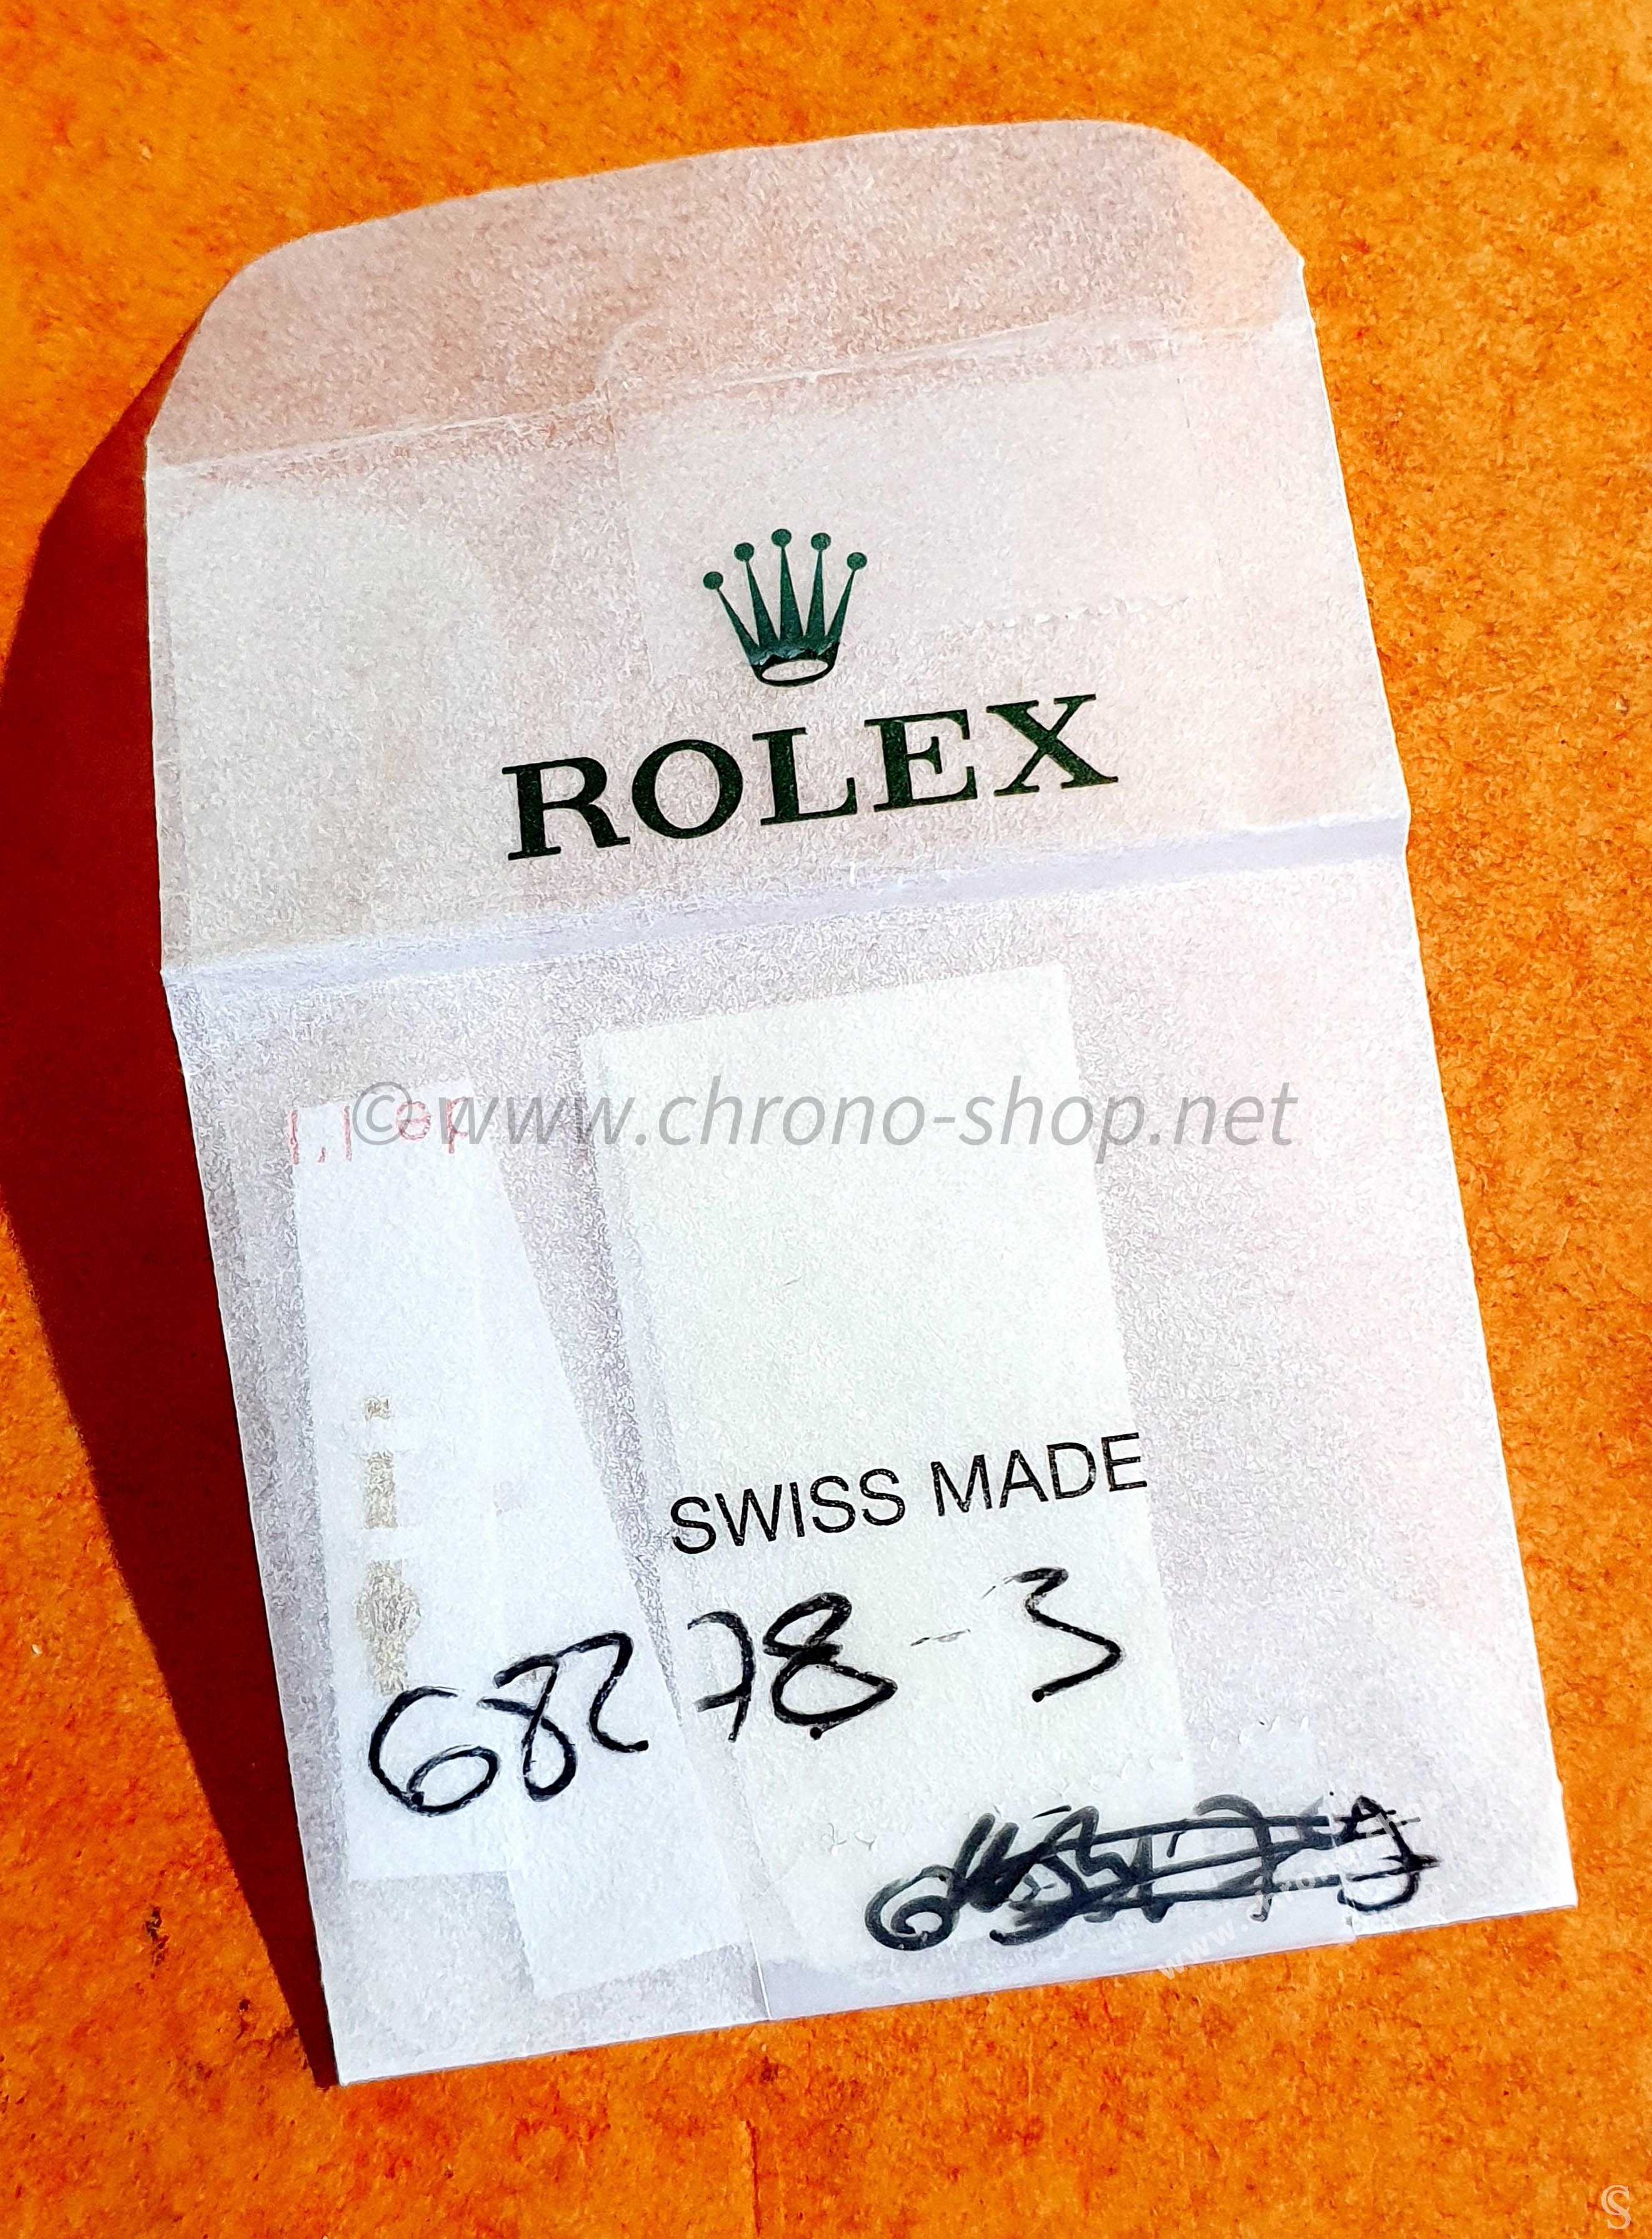 ROLEX
©www.chrono-shop.net
SWISS MADE
68278-3